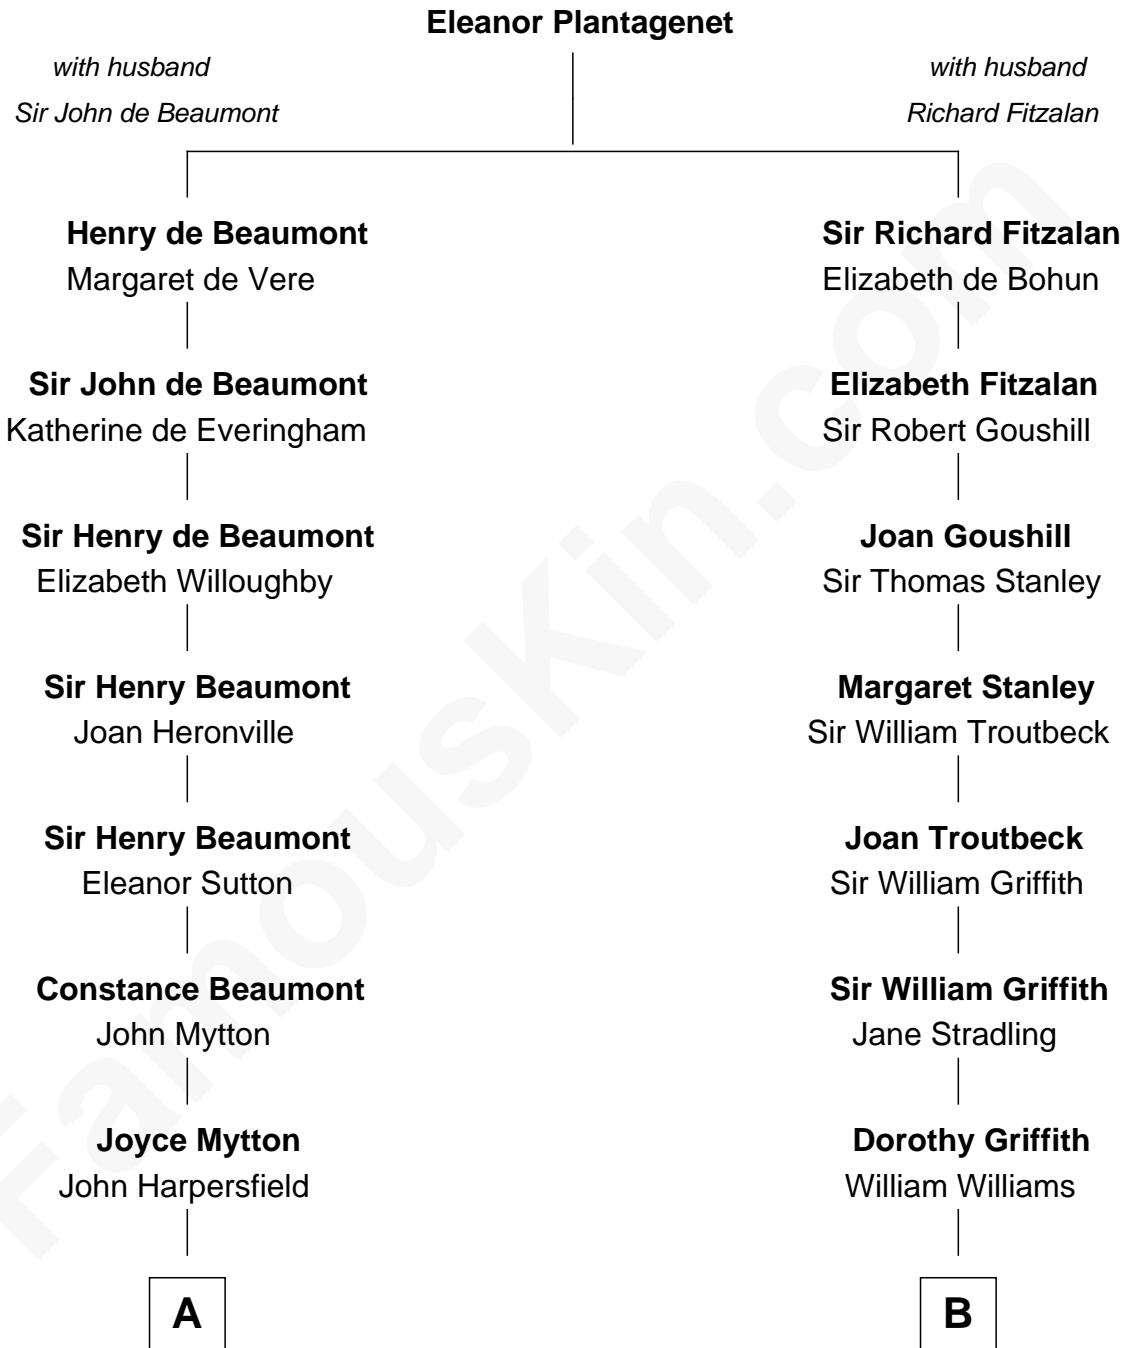 Eleanor Plantagenet
with husband
Sir John de Beaumont
with husband
Richard Fitzalan
Henry de Beaumont
Margaret de Vere
Sir Richard Fitzalan
Elizabeth de Bohun
Sir John de Beaumont
Katherine de Everingham
Elizabeth Fitzalan
Sir Robert Goushill
Sir Henry de Beaumont
Elizabeth Willoughby
Joan Goushill
Sir Thomas Stanley
Sir Henry Beaumont
Joan Heronville
Margaret Stanley
Sir William Troutbeck
Sir Henry Beaumont
Eleanor Sutton
Joan Troutbeck
Sir William Griffith
Constance Beaumont
John Mytton
Sir William Griffith
Jane Stradling
Joyce Mytton
John Harpersfield
Dorothy Griffith
William Williams
A
B
FamousKin.com